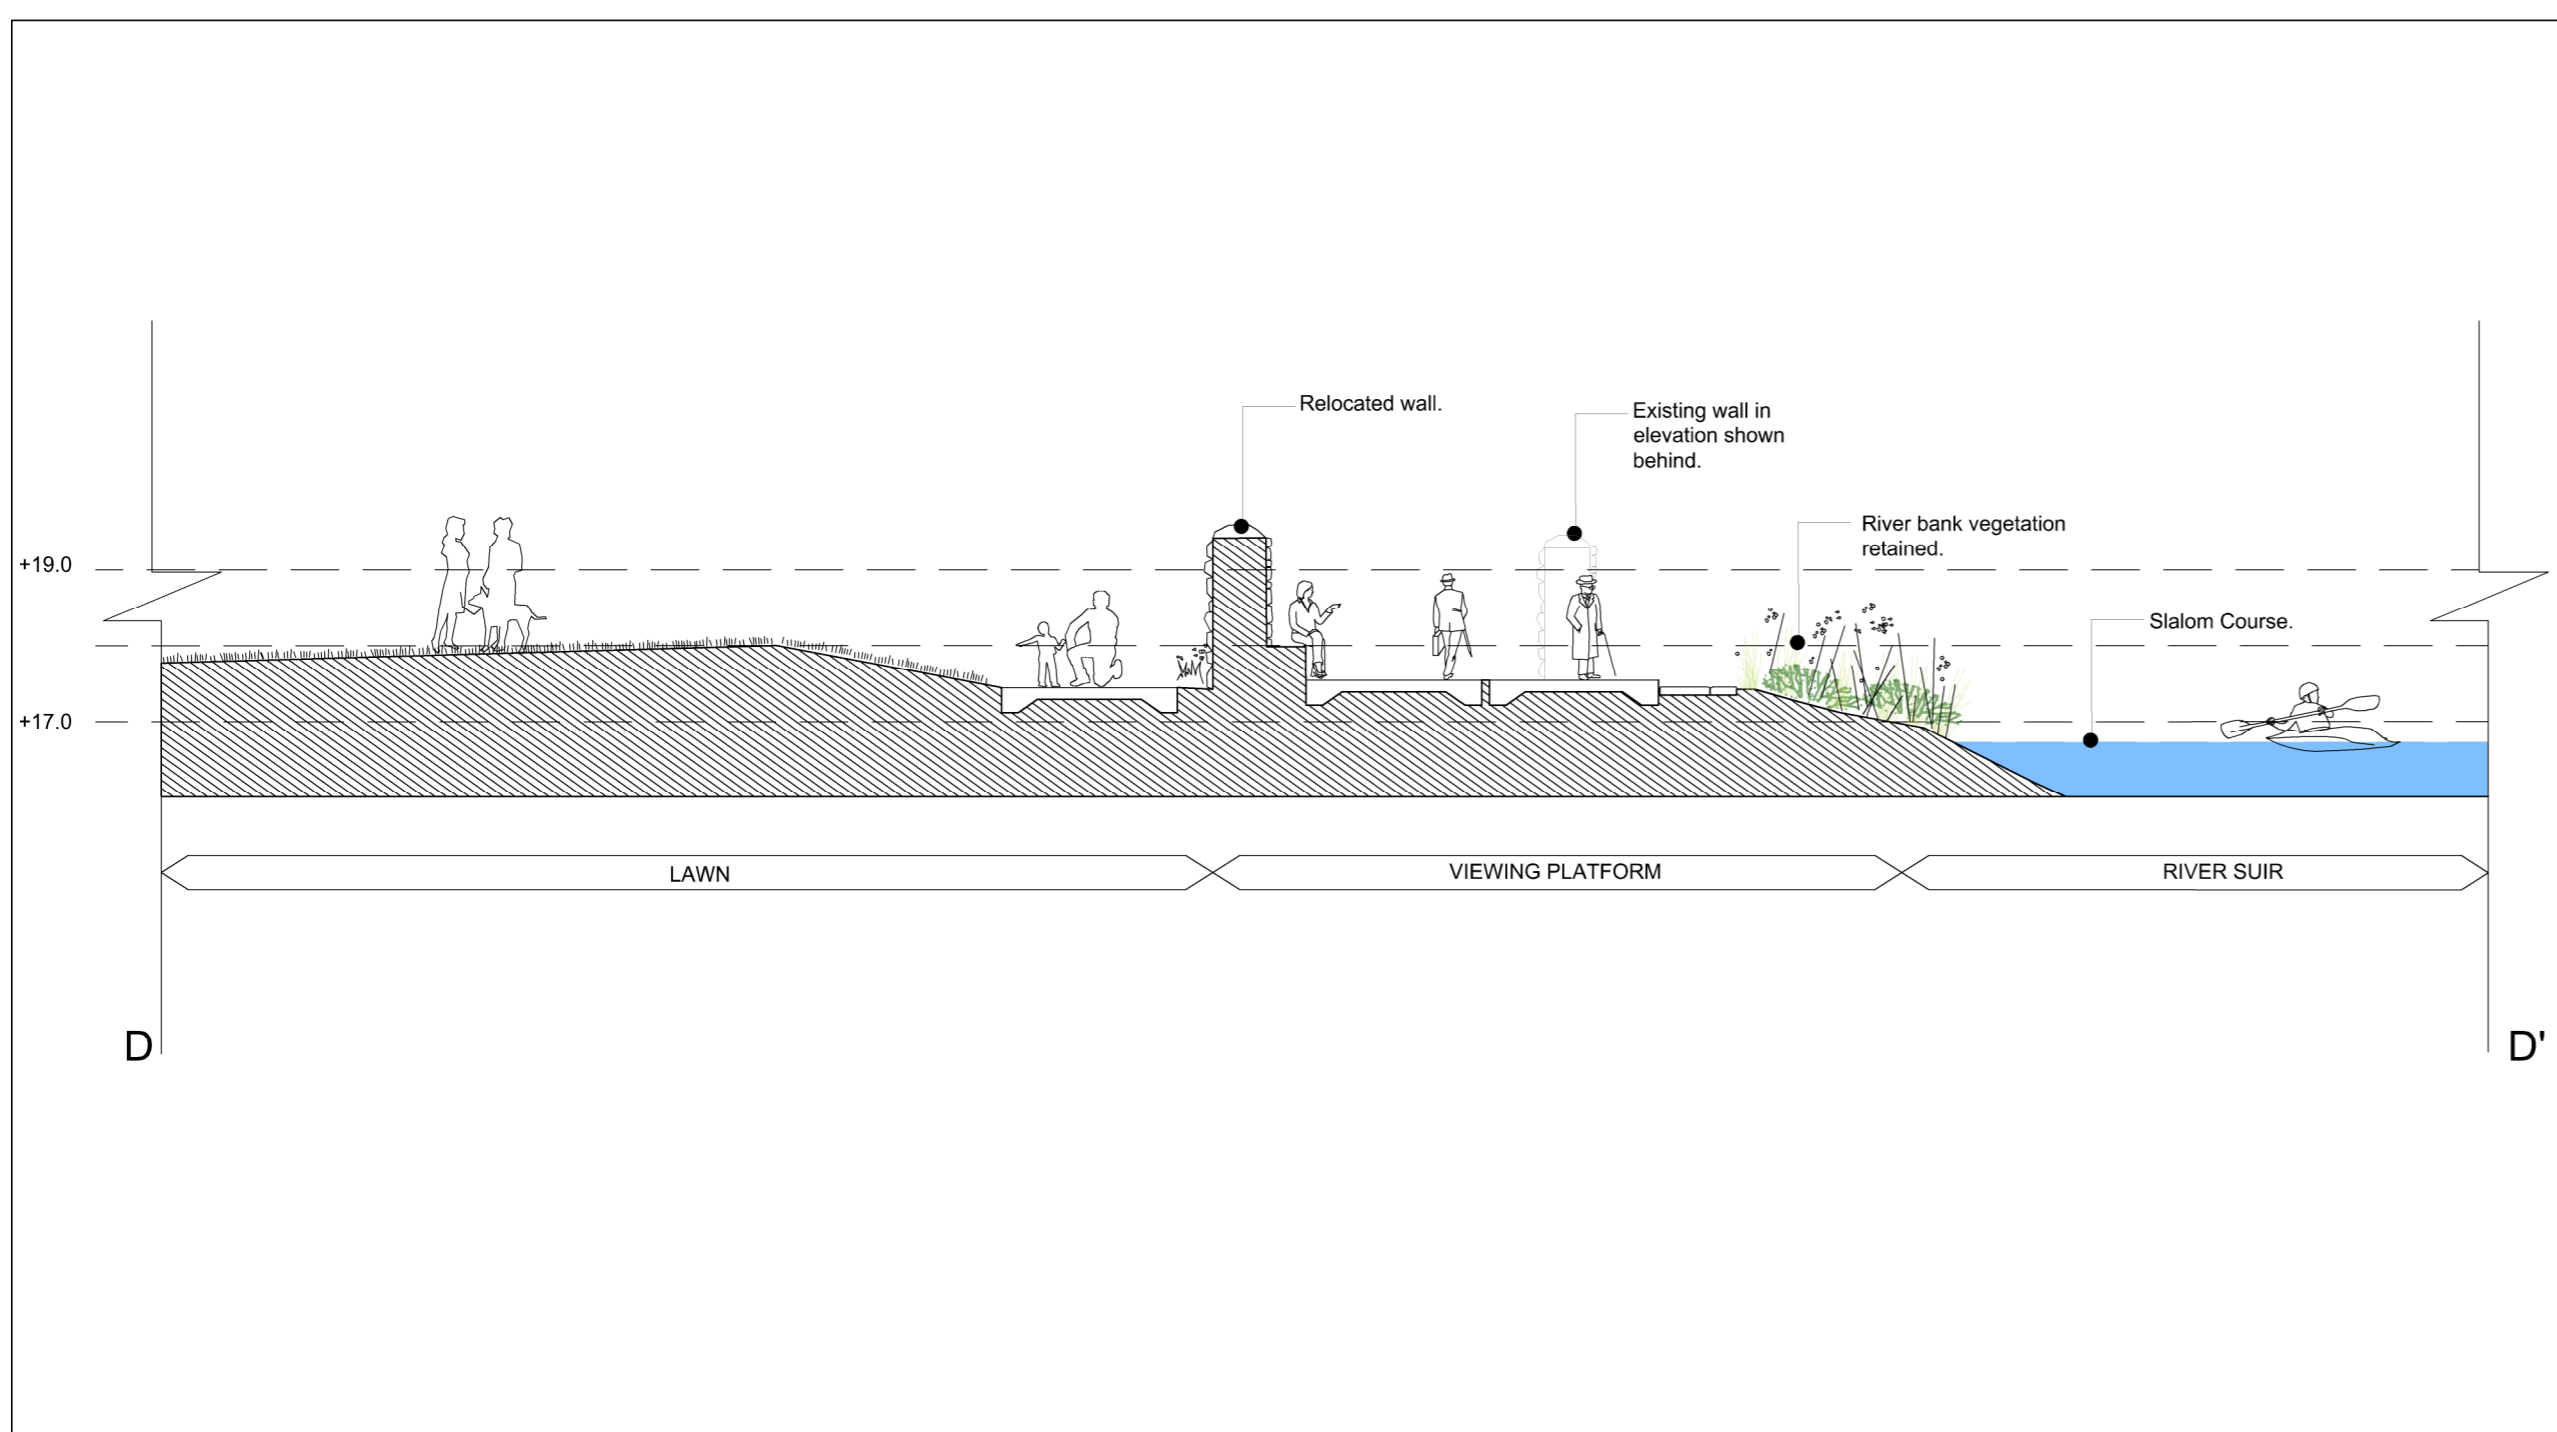 Relocated wall.
Existing wall in
elevation shown
behind.
River bank vegetation
retained.
+19.0
Slalom Course.
+17.0
LAWN
VIEWING PLATFORM
RIVER SUIR
D
D'